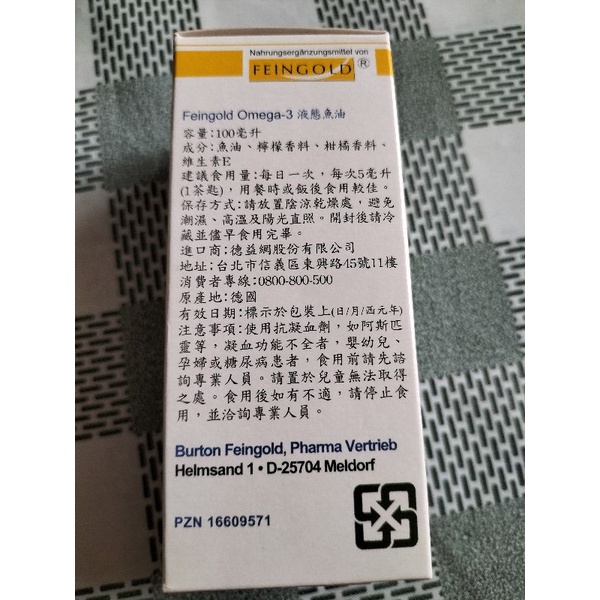 Nahrungsergänzungsmittel von
FEINGOLD®
Feingold Omega-3 液態魚油
容量:100毫升
成分:魚油、檸檬香料、柑橘香料、
維生素E
建議食用量:每日一次,每次5毫升
(1茶匙),用餐時或飯後食用較佳。
保存方式:請放置陰涼乾燥處,避免
潮濕、高溫及陽光直照。開封後請冷
藏並儘早食用完畢。
進口商:德益網股份有限公司
地址:台北市信義區東興路45號11樓
消費者專線:0800-800-500
原產地:德國
有效日期:標示於包裝上(日/月/西元年)
注意事項:使用抗凝血劑,如阿斯匹
靈等,凝血功能不全者,嬰幼兒、
孕婦或糖尿病患者,食用前請先諮
詢專業人員。請置於兒童無法取得
之處。食用後如有不適,請停止食
用,並洽詢專業人員。
Burton Feingold, Pharma Vertrieb
Helmsand 1 • D-25704 Meldorf
PZN 16609571